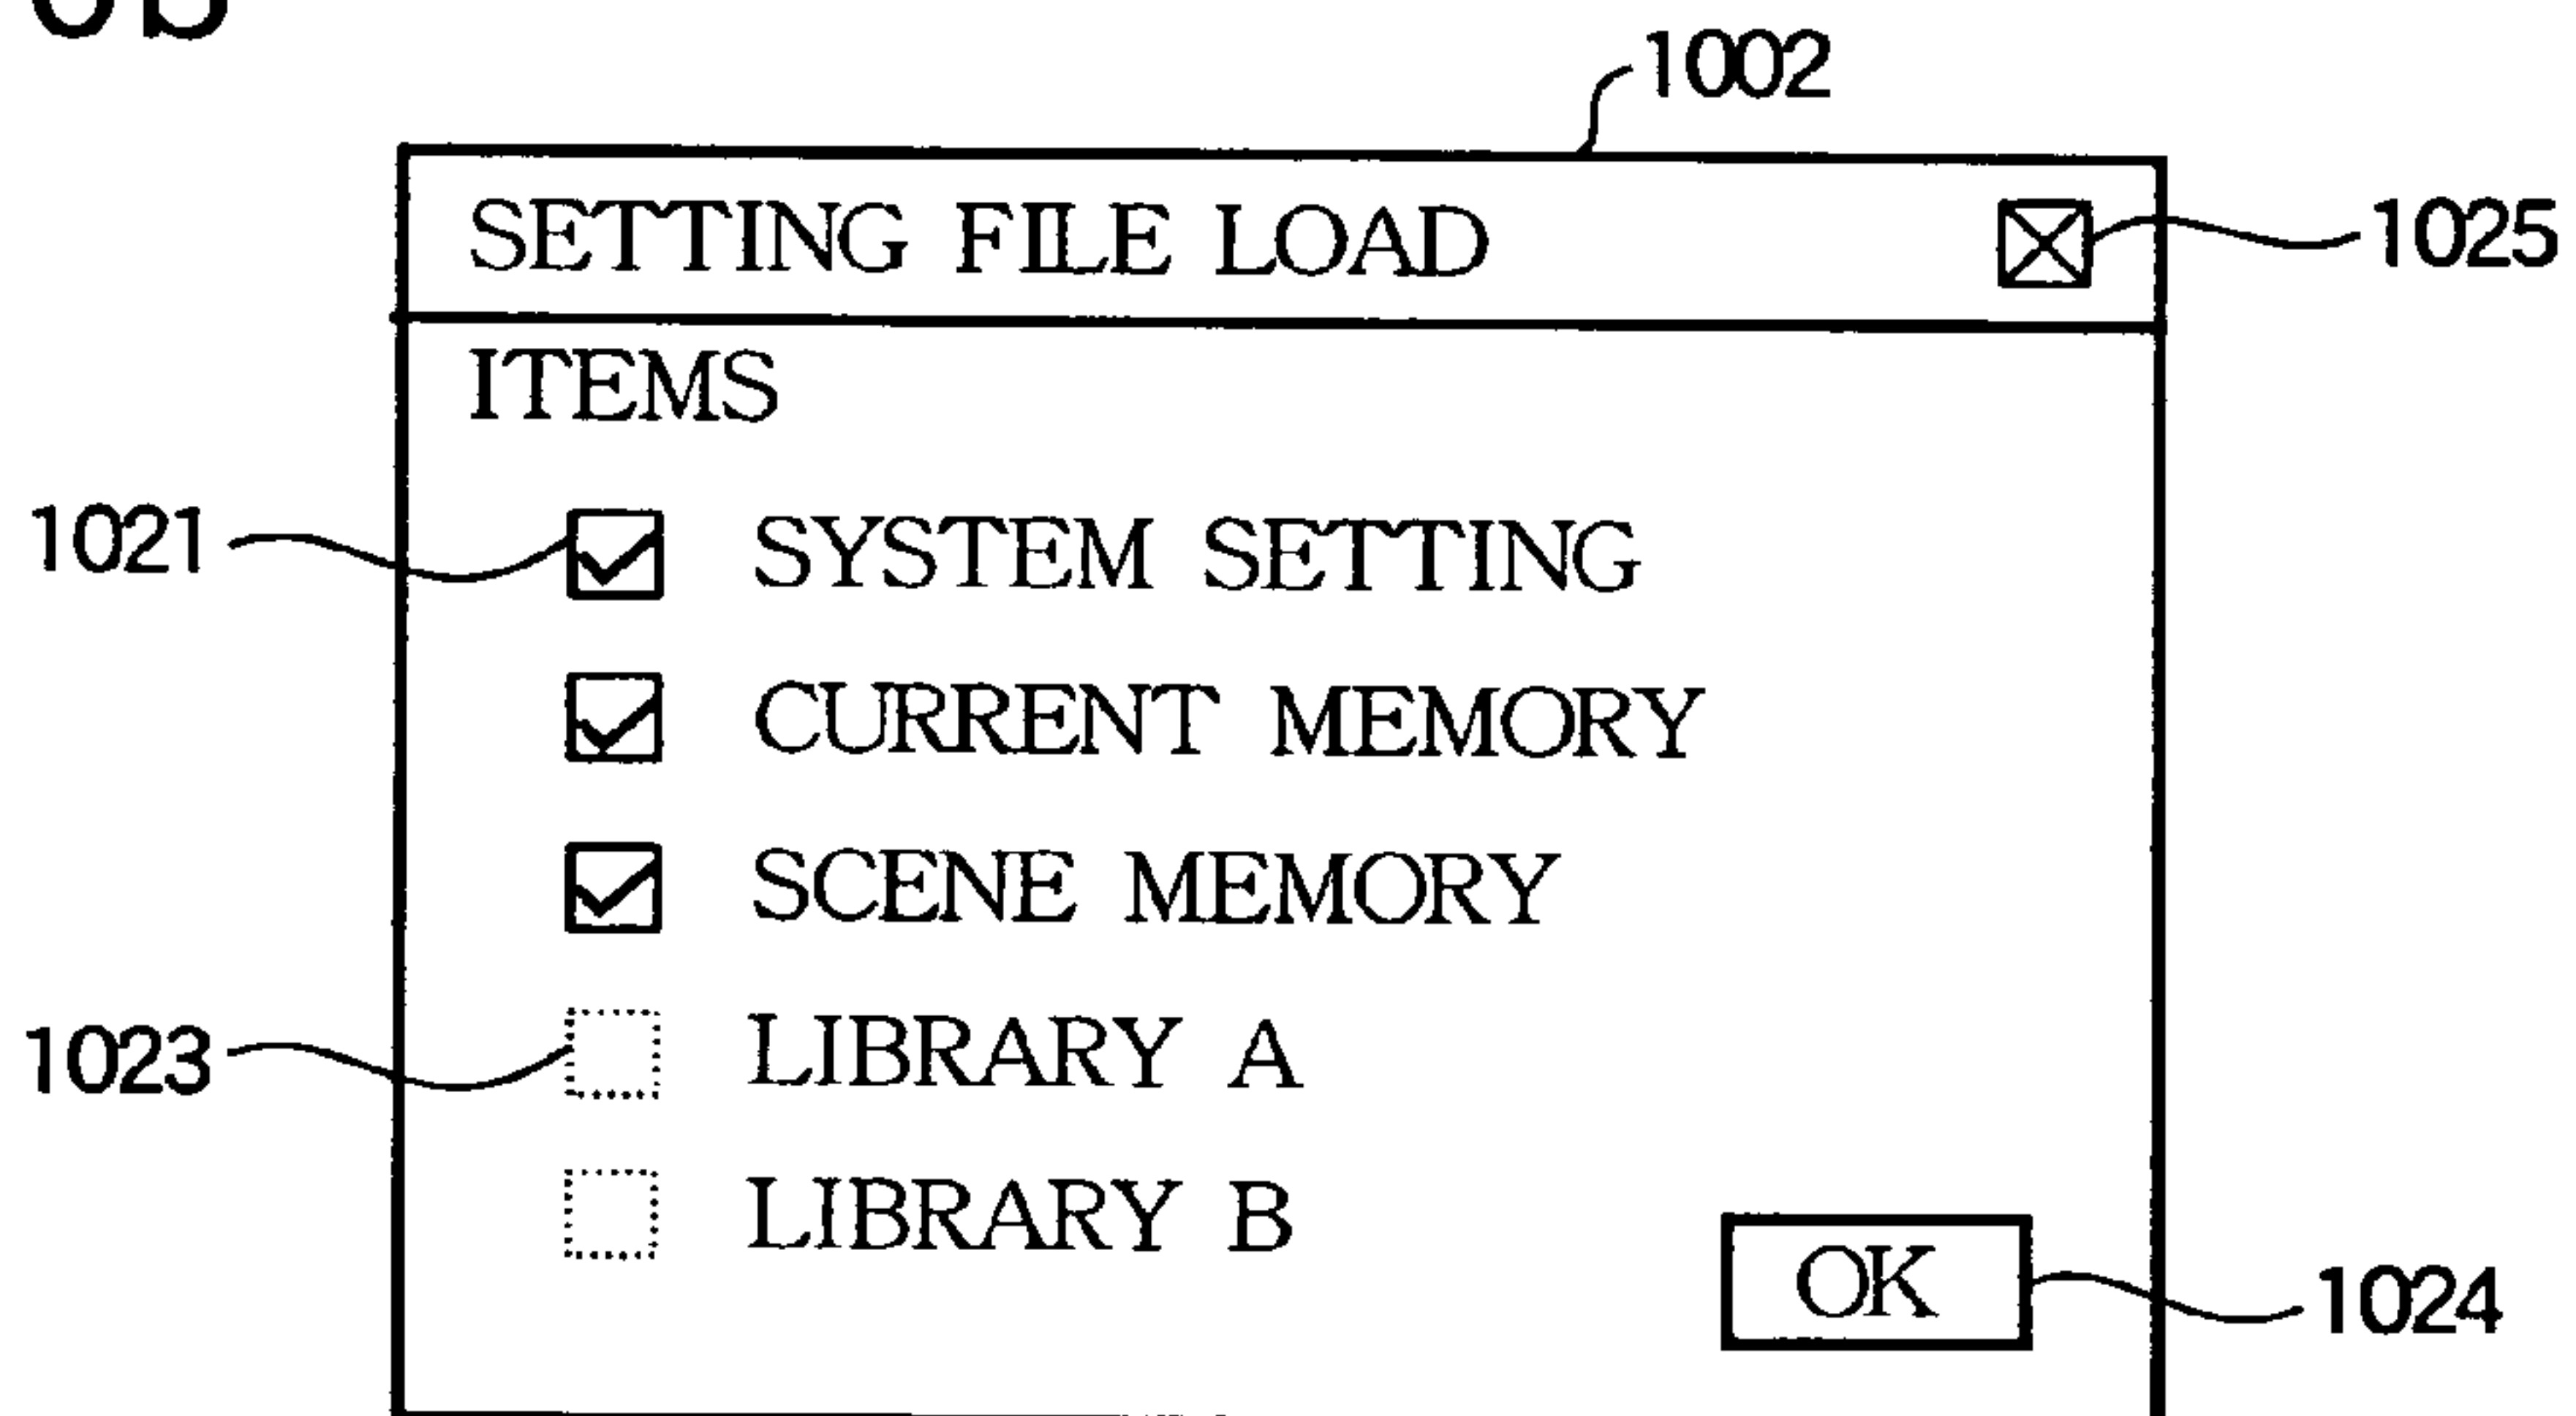 1002
SETTING FILE LOAD
1025
ITEMS
1021
SYSTEM SETTING
CURRENT MEMORY
SCENE MEMORY
1023
LIBRARY A
LIBRARY B
OK
1024